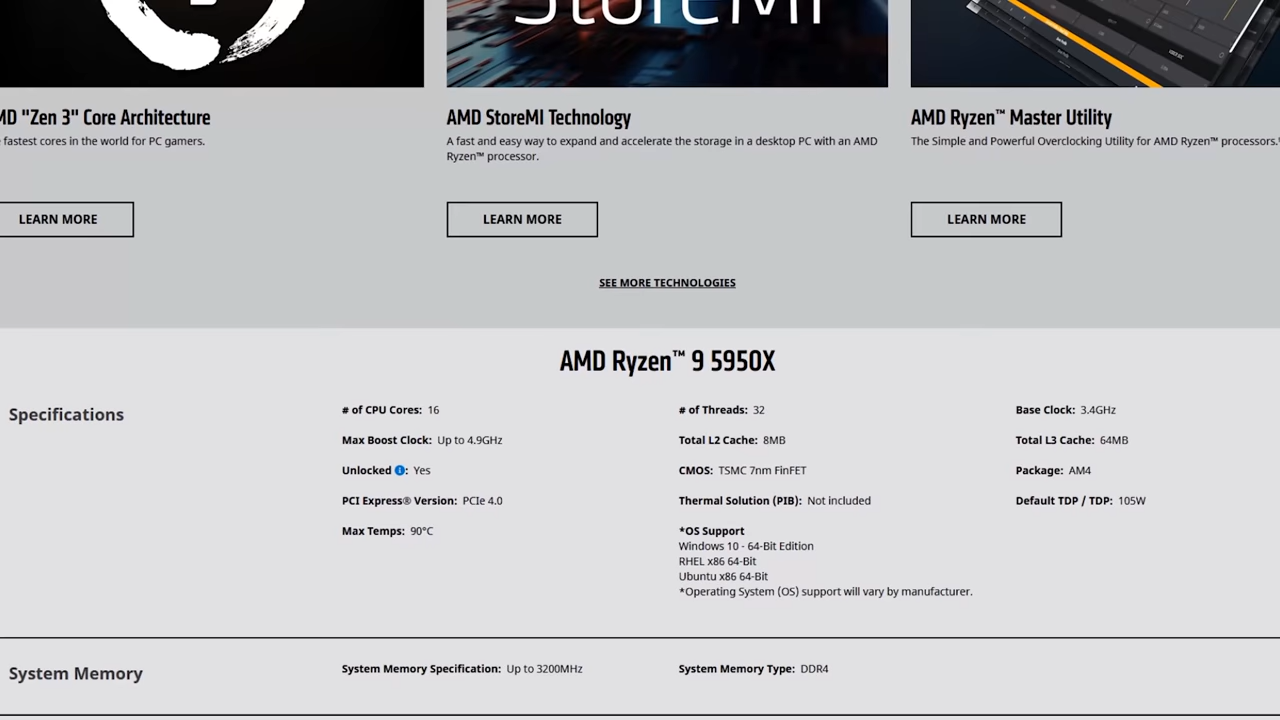 StoreMI
MD "Zen 3" Core Architecture
fastest cores in the world for PC gamers.
LEARN MORE
AMD StoreMI Technology
A fast and easy way to expand and accelerate the storage in a desktop PC with an AMD
Ryzen™ processor.
LEARN MORE
AMD Ryzen™ Master Utility
The Simple and Powerful Overclocking Utility for AMD Ryzen™ processors.
LEARN MORE
SEE MORE TECHNOLOGIES
AMD Ryzen™ 9 5950X
Specifications
# of CPU Cores: 16
# of Threads: 32
Base Clock: 3.4GHz
Max Boost Clock: Up to 4.9GHz
Total L2 Cache: 8MB
Total L3 Cache: 64MB
Unlocked i: Yes
CMOS: TSMC 7nm FinFET
Package: AM4
PCI Express® Version: PCIe 4.0
Thermal Solution (PIB): Not included
Default TDP / TDP: 105W
Max Temps: 90°C
*OS Support
Windows 10 - 64-Bit Edition
RHEL x86 64-Bit
Ubuntu x86 64-Bit
*Operating System (OS) support will vary by manufacturer.
System Memory
System Memory Specification: Up to 3200MHz
System Memory Type: DDR4